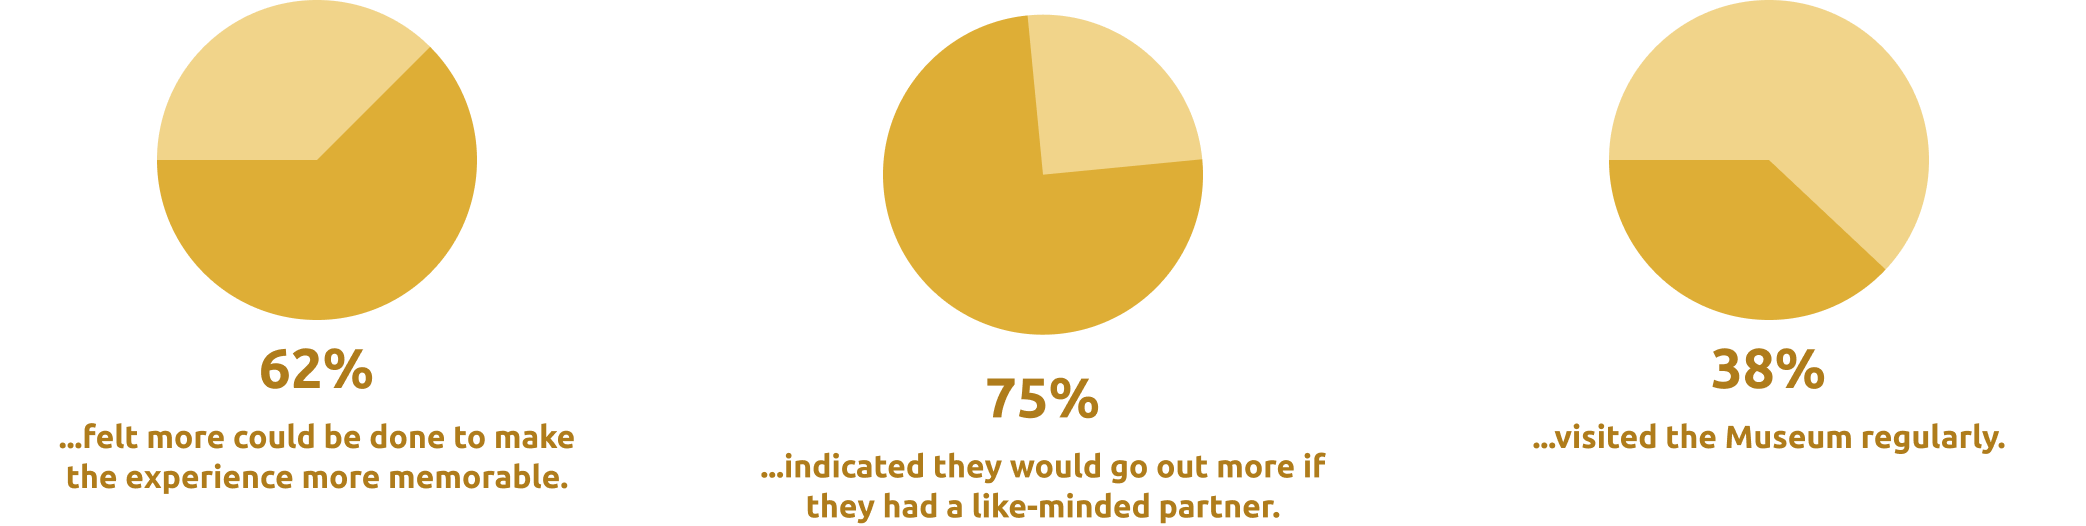 62%
...felt more could be done to make
the experience more memorable.
75%
...indicated they would go out more if
they had a like-minded partner.
38%
...visited the Museum regularly.